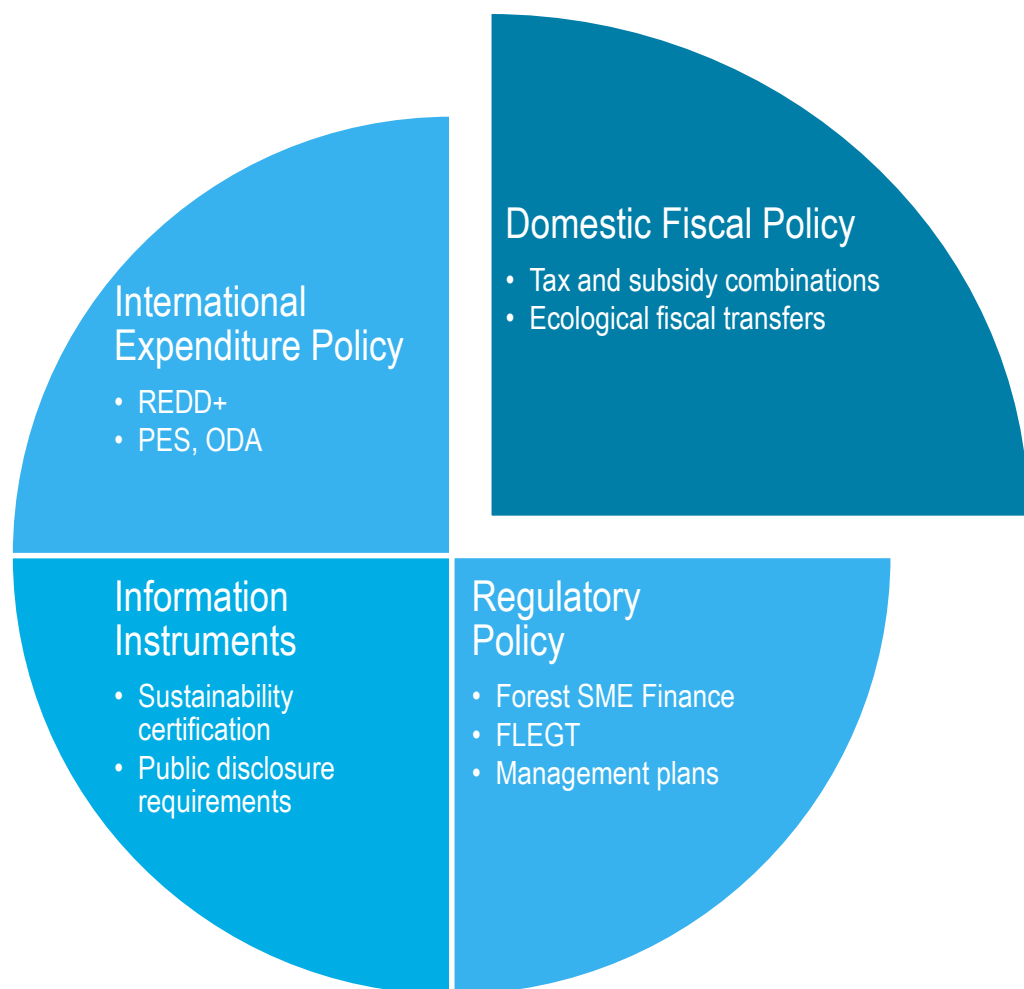 Domestic Fiscal Policy
• Tax and subsidy combinations
• Ecological fiscal transfers
International
Expenditure Policy
• REDD+
• PES, ODA
Information
Instruments
• Sustainability
certification
• Public disclosure
requirements
Regulatory
Policy
• Forest SME Finance
• FLEGT
• Management plans